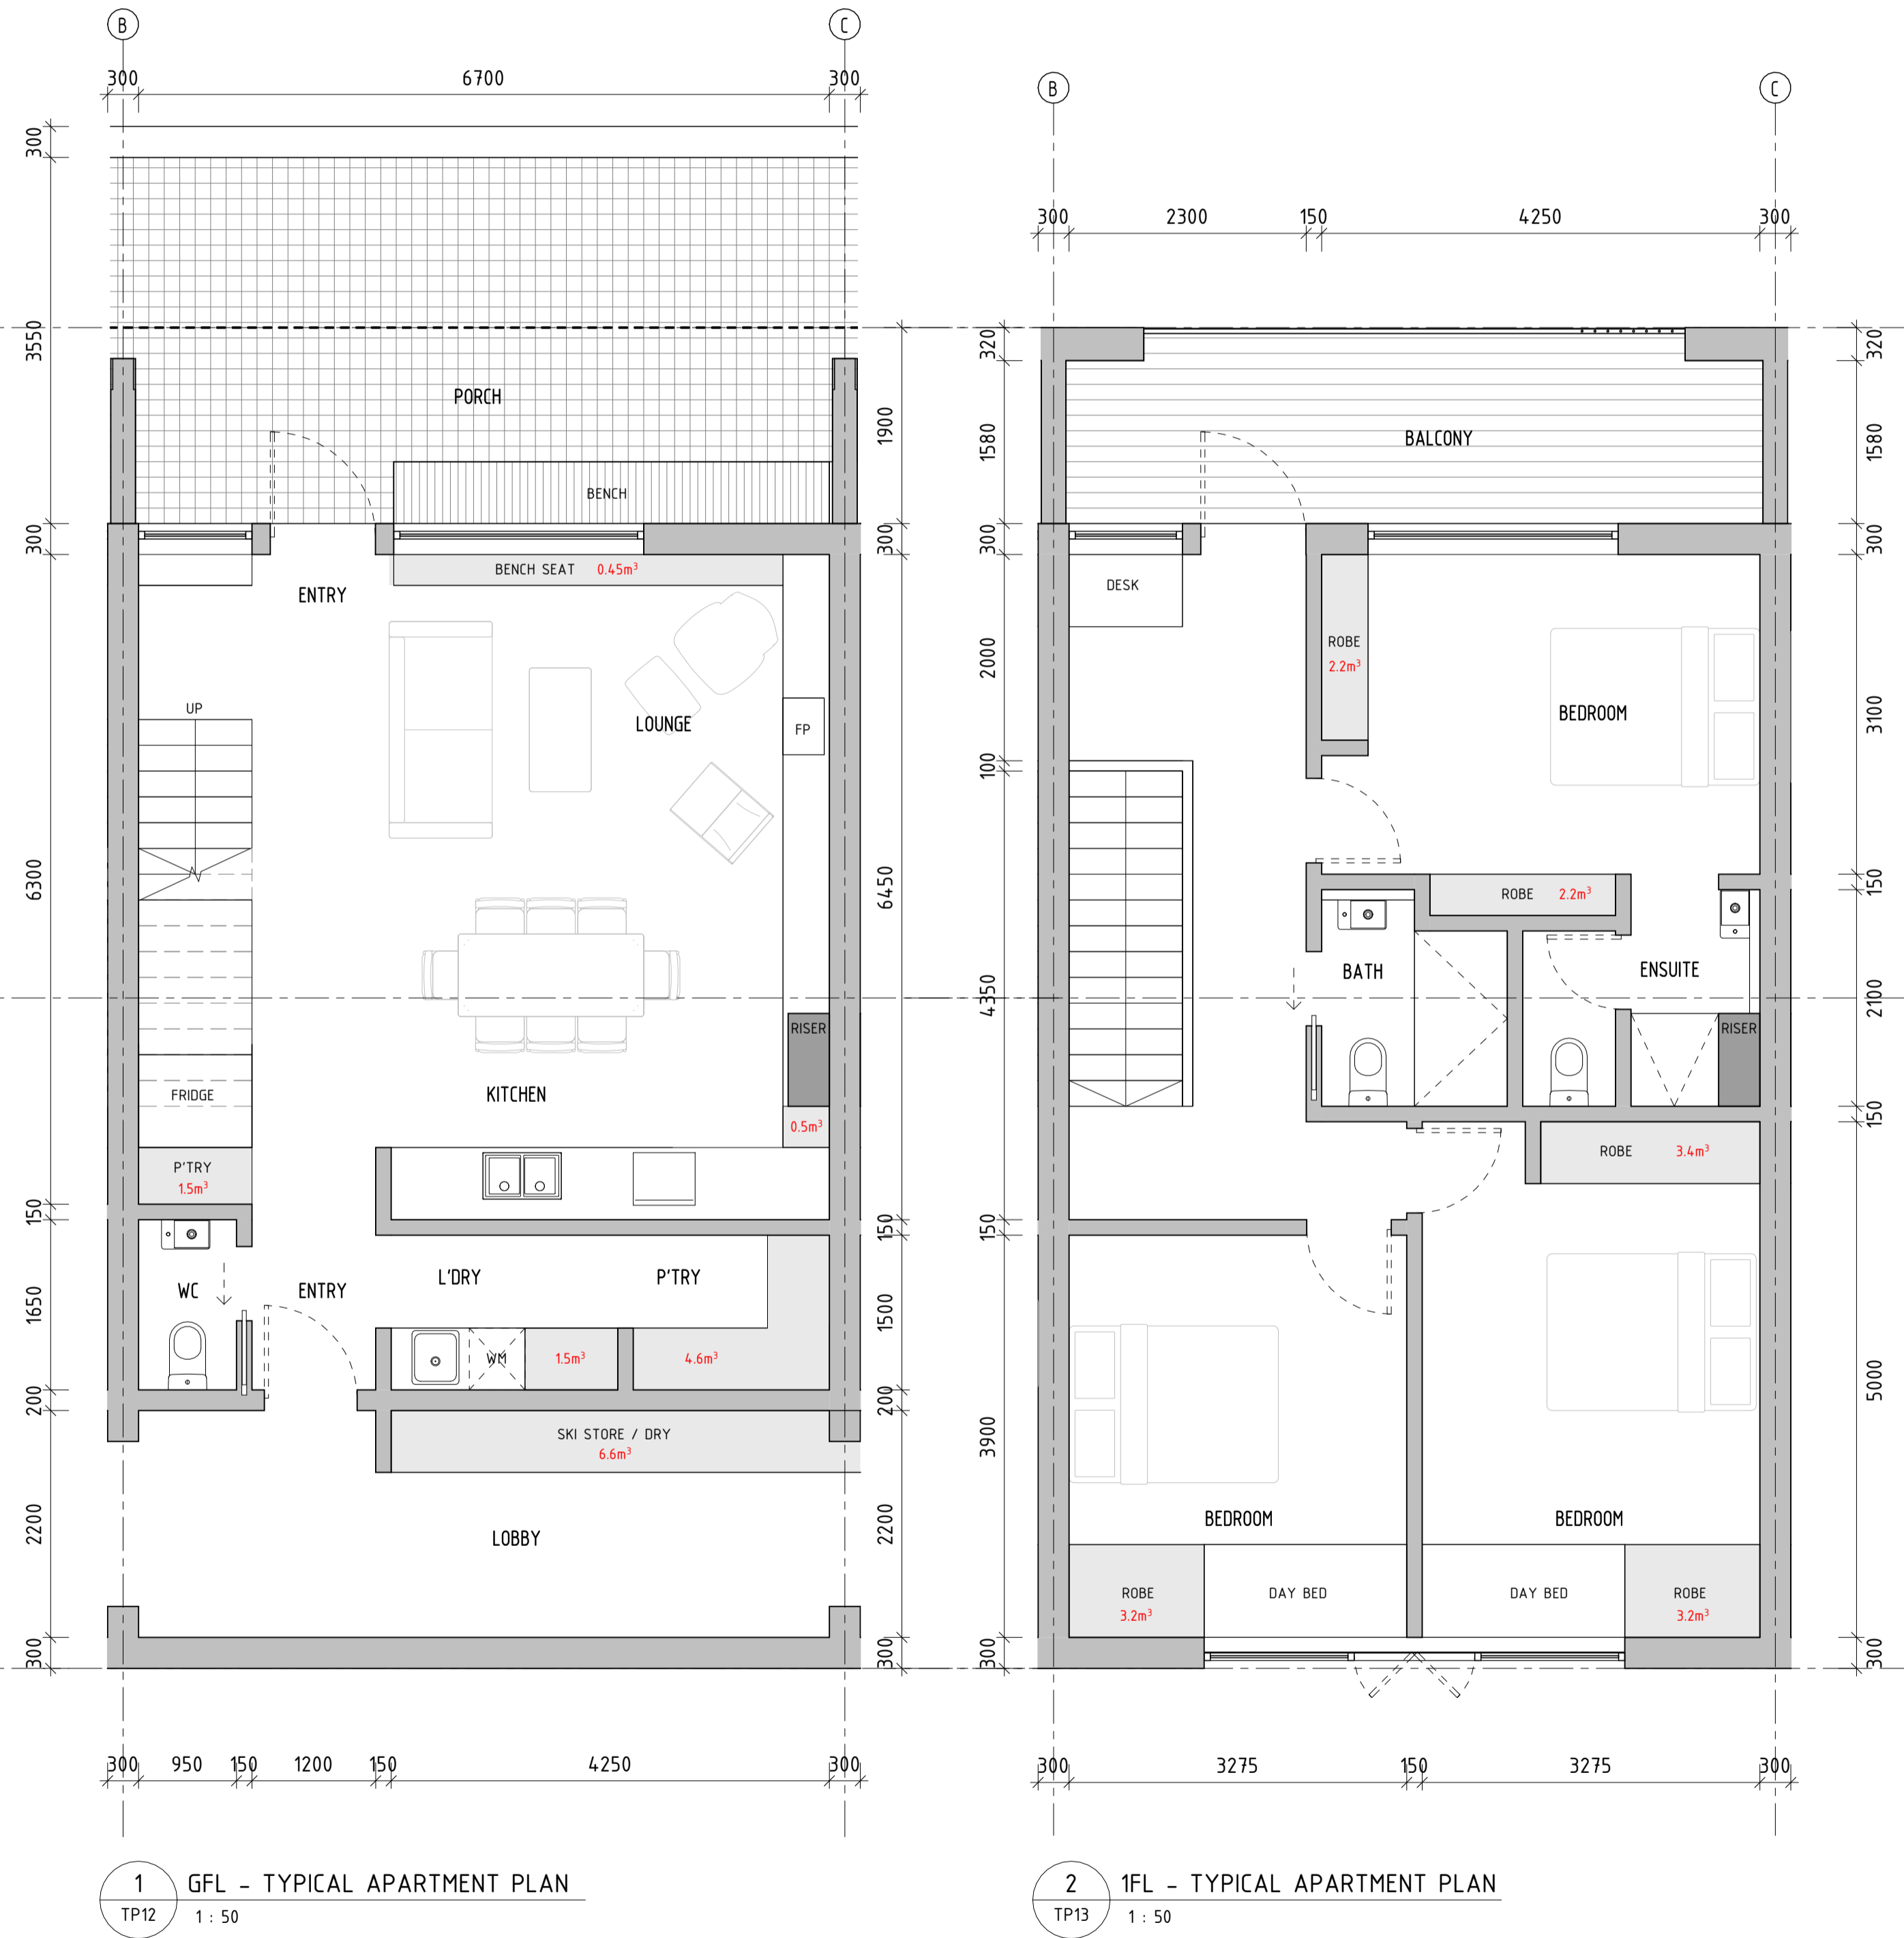 B
C
300
6700
300
300
3550
300
6300
150
1650
200
2200
300
1900
300
6450
150
1500
200
2200
300
PORCH
BENCH
BENCH SEAT 0.45m³
ENTRY
UP
LOUNGE
FP
RISER
KITCHEN
FRIDGE
0.5m³
P'TRY
1.5m³
WC
ENTRY
L'DRY
P'TRY
WM
1.5m³
4.6m³
SKI STORE / DRY
6.6m³
LOBBY
300
950
150
1200
150
4250
300
1
TP12
GFL - TYPICAL APARTMENT PLAN
1 : 50
B
C
300
2300
150
4250
300
320
1580
300
2000
100
4350
150
3900
300
320
1580
300
3100
150
2100
150
5000
300
BALCONY
DESK
ROBE
2.2m³
BEDROOM
ROBE 2.2m³
BATH
ENSUITE
RISER
ROBE 3.4m³
BEDROOM
BEDROOM
ROBE
3.2m³
DAY BED
DAY BED
ROBE
3.2m³
300
3275
150
3275
300
2
TP13
1FL - TYPICAL APARTMENT PLAN
1 : 50